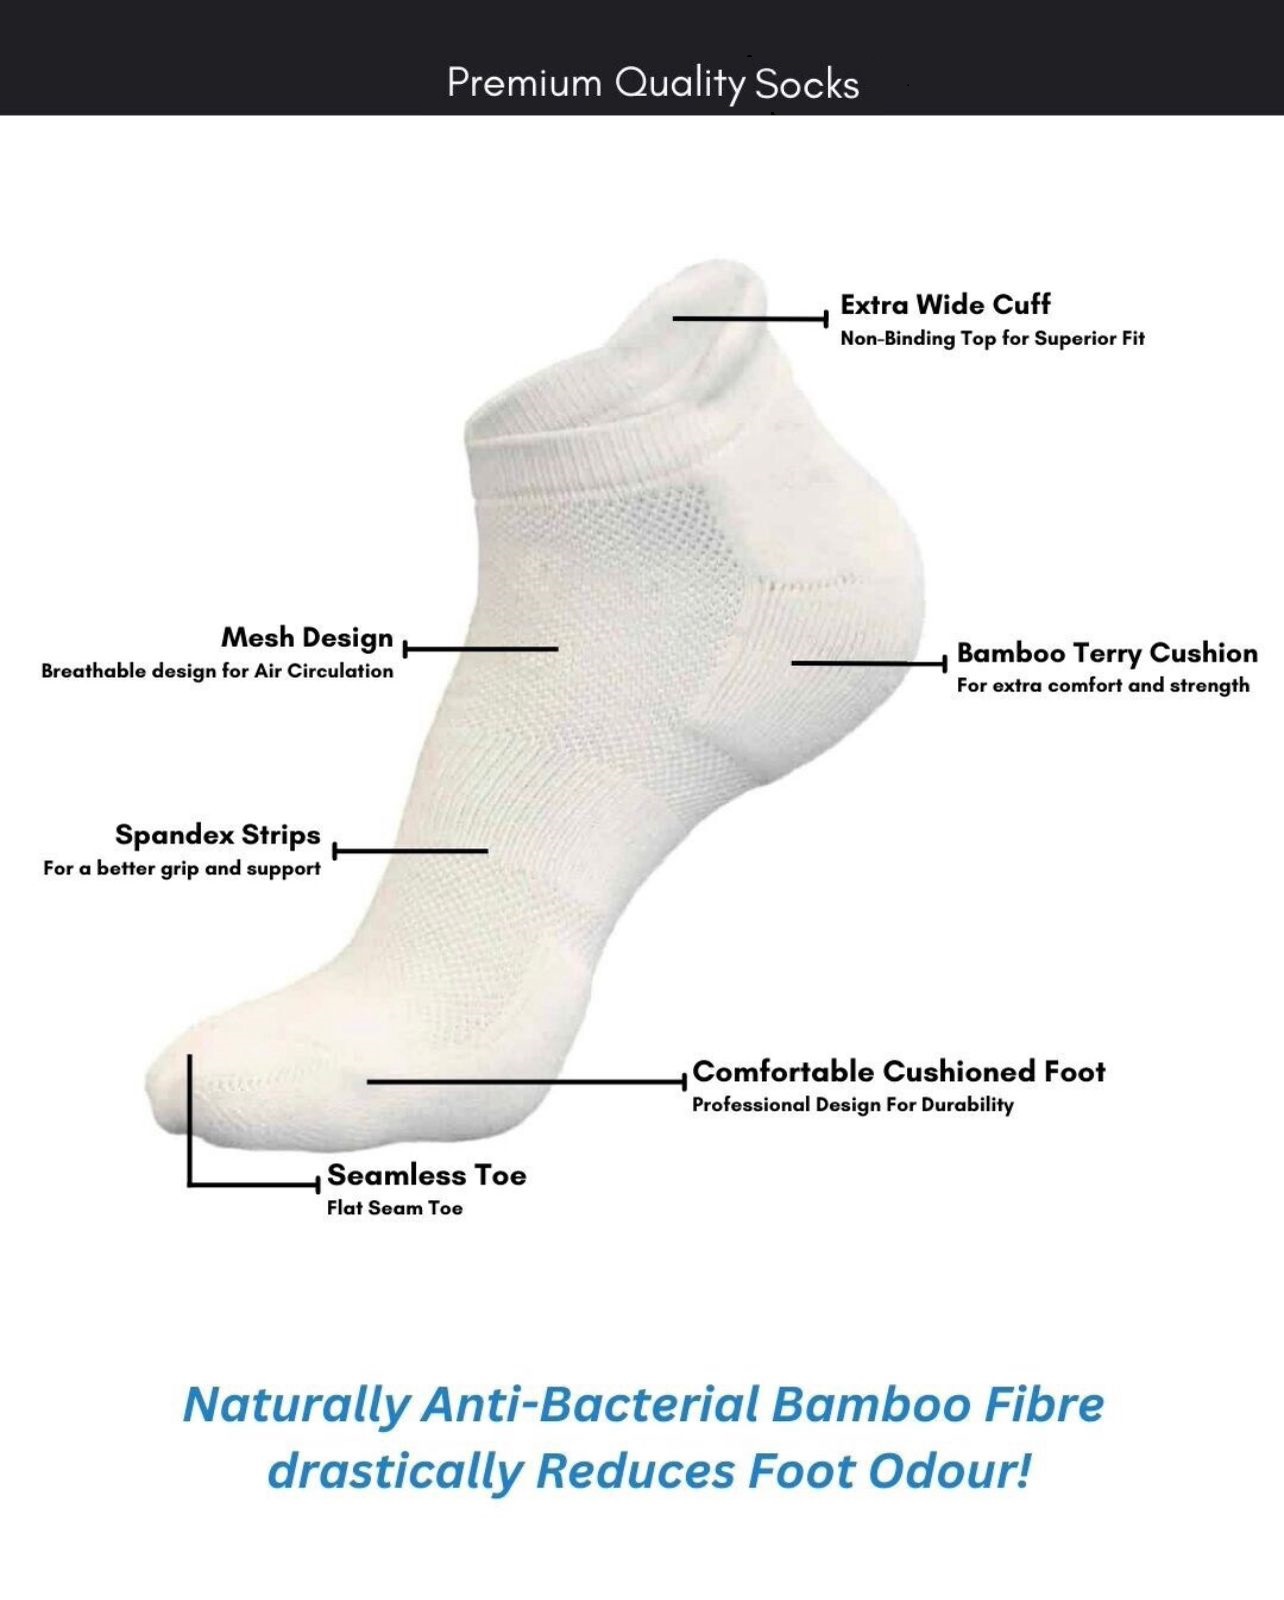 Premium Quality Socks
Extra Wide Cuff
Non-Binding Top for Superior Fit
Mesh Design
Breathable design for Air Circulation
Bamboo Terry Cushion
For extra comfort and strength
Spandex Strips
For a better grip and support
Comfortable Cushioned Foot
Professional Design For Durability
Seamless Toe
Flat Seam Toe
Naturally Anti-Bacterial Bamboo Fibre
drastically Reduces Foot Odour!